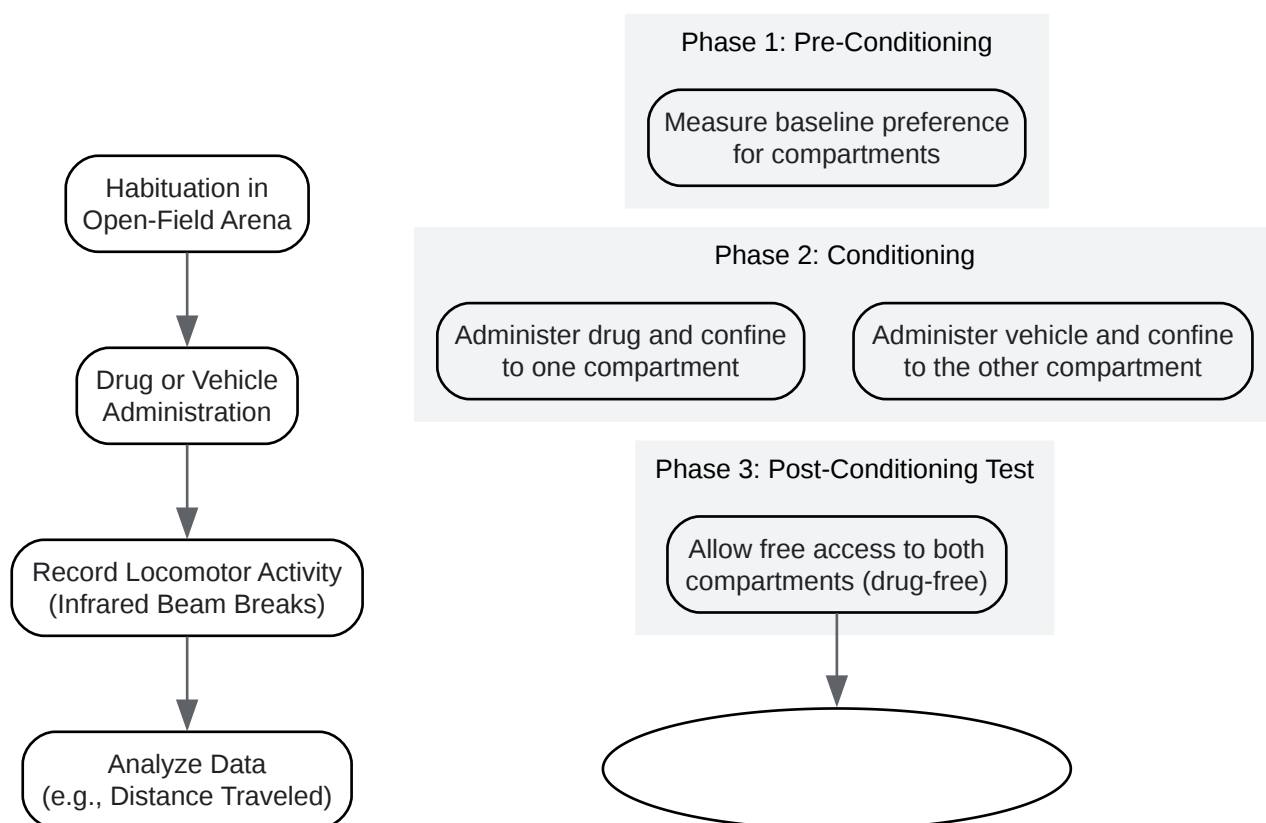 Habituation in
Open-Field Arena
Drug or Vehicle
Administration
Record Locomotor Activity
(Infrared Beam Breaks)
Analyze Data
(e.g., Distance Traveled)
Phase 1: Pre-Conditioning
Measure baseline preference
for compartments
Phase 2: Conditioning
Administer drug and confine
to one compartment
Administer vehicle and confine
to the other compartment
Phase 3: Post-Conditioning Test
Allow free access to both
compartments (drug-free)